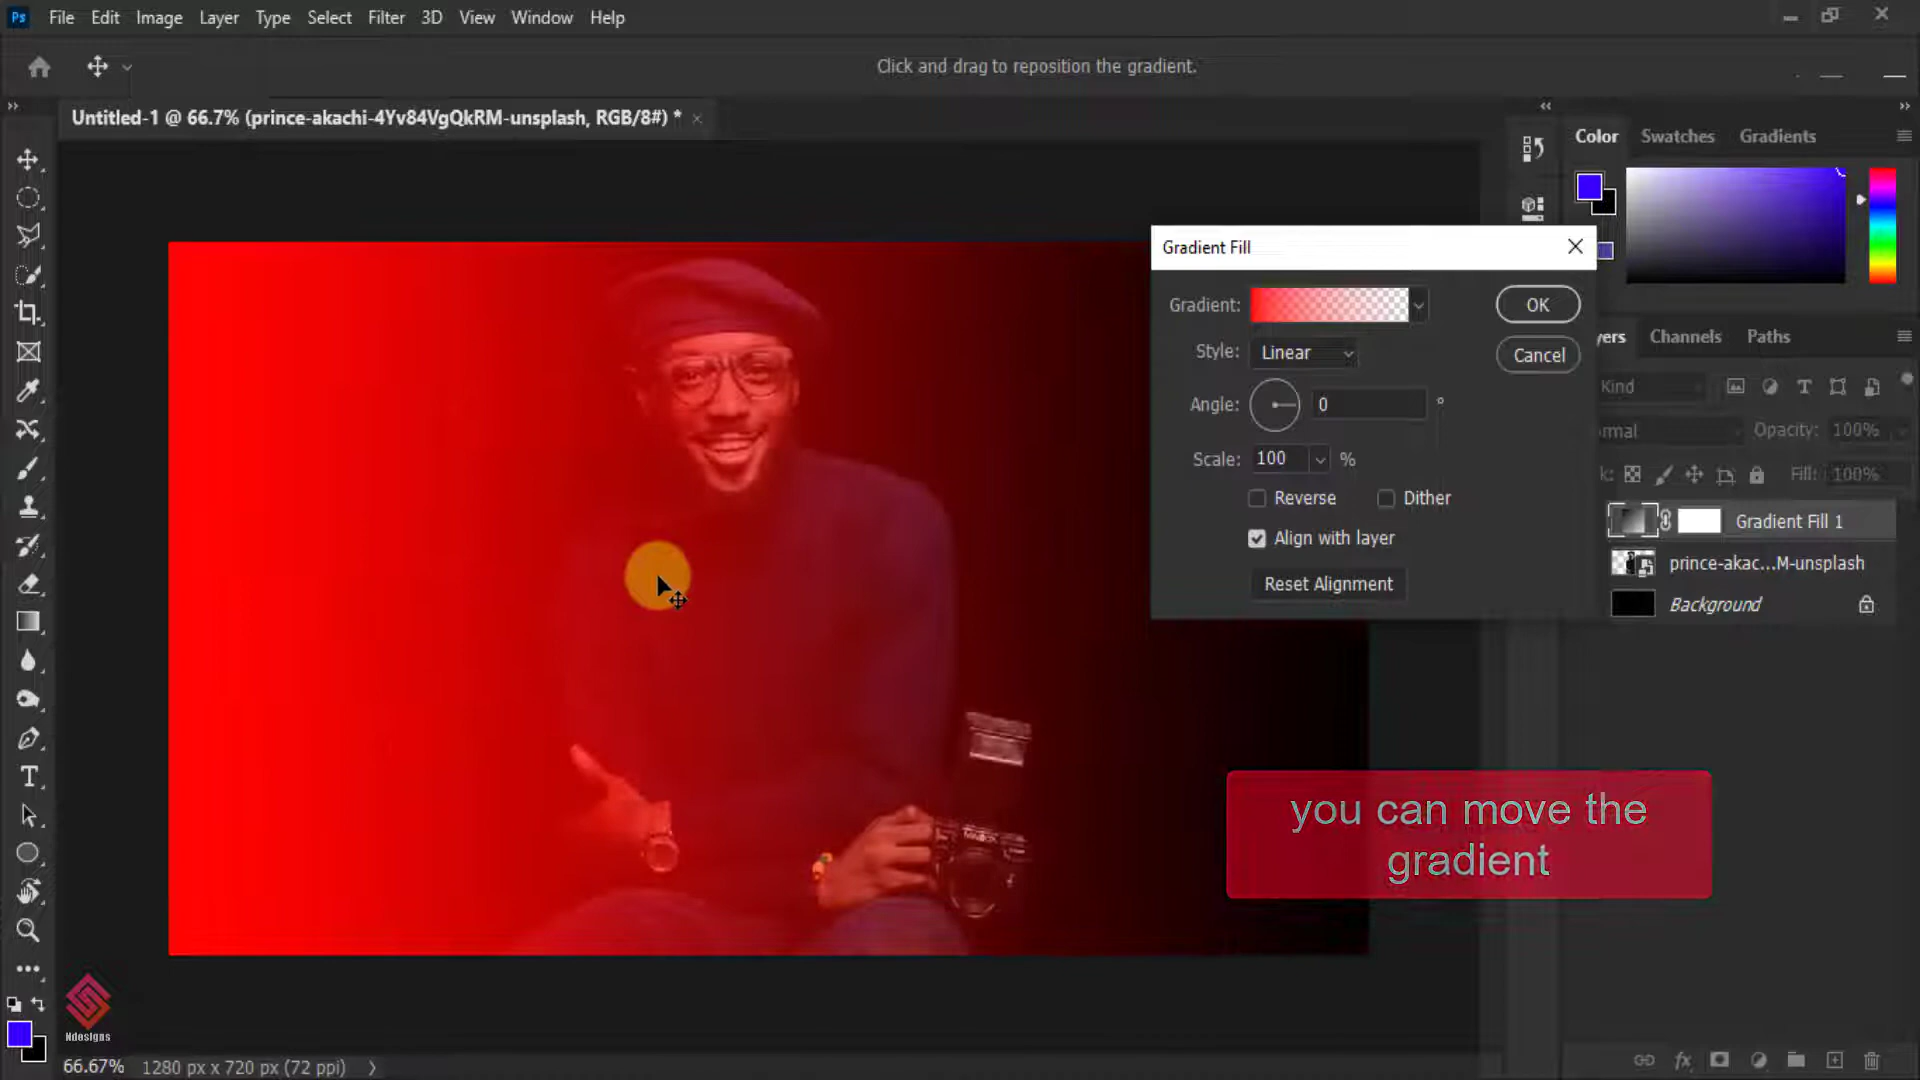 Ps File Edit Image Layer Type Select Filter 3D View Window Help
Click and drag to reposition the gradient.
Untitled-1 @ 66.7% (prince-akachi-4Yv84VgQkRM-unsplash, RGB/8#) *
Color Swatches Gradients
Gradient Fill
Gradient:
OK
Style: Linear
Cancel
Angle: 0 °
Scale: 100 %
Reverse Dither
Align with layer
Reset Alignment
yers Channels Paths
Kind
rmal Opacity: 100%
k: Fill: 100%
Gradient Fill 1
prince-akac...M-unsplash
Background
you can move the
gradient
MINOLTA
Ndesigns
66.67% 1280 px x 720 px (72 ppi)
fx